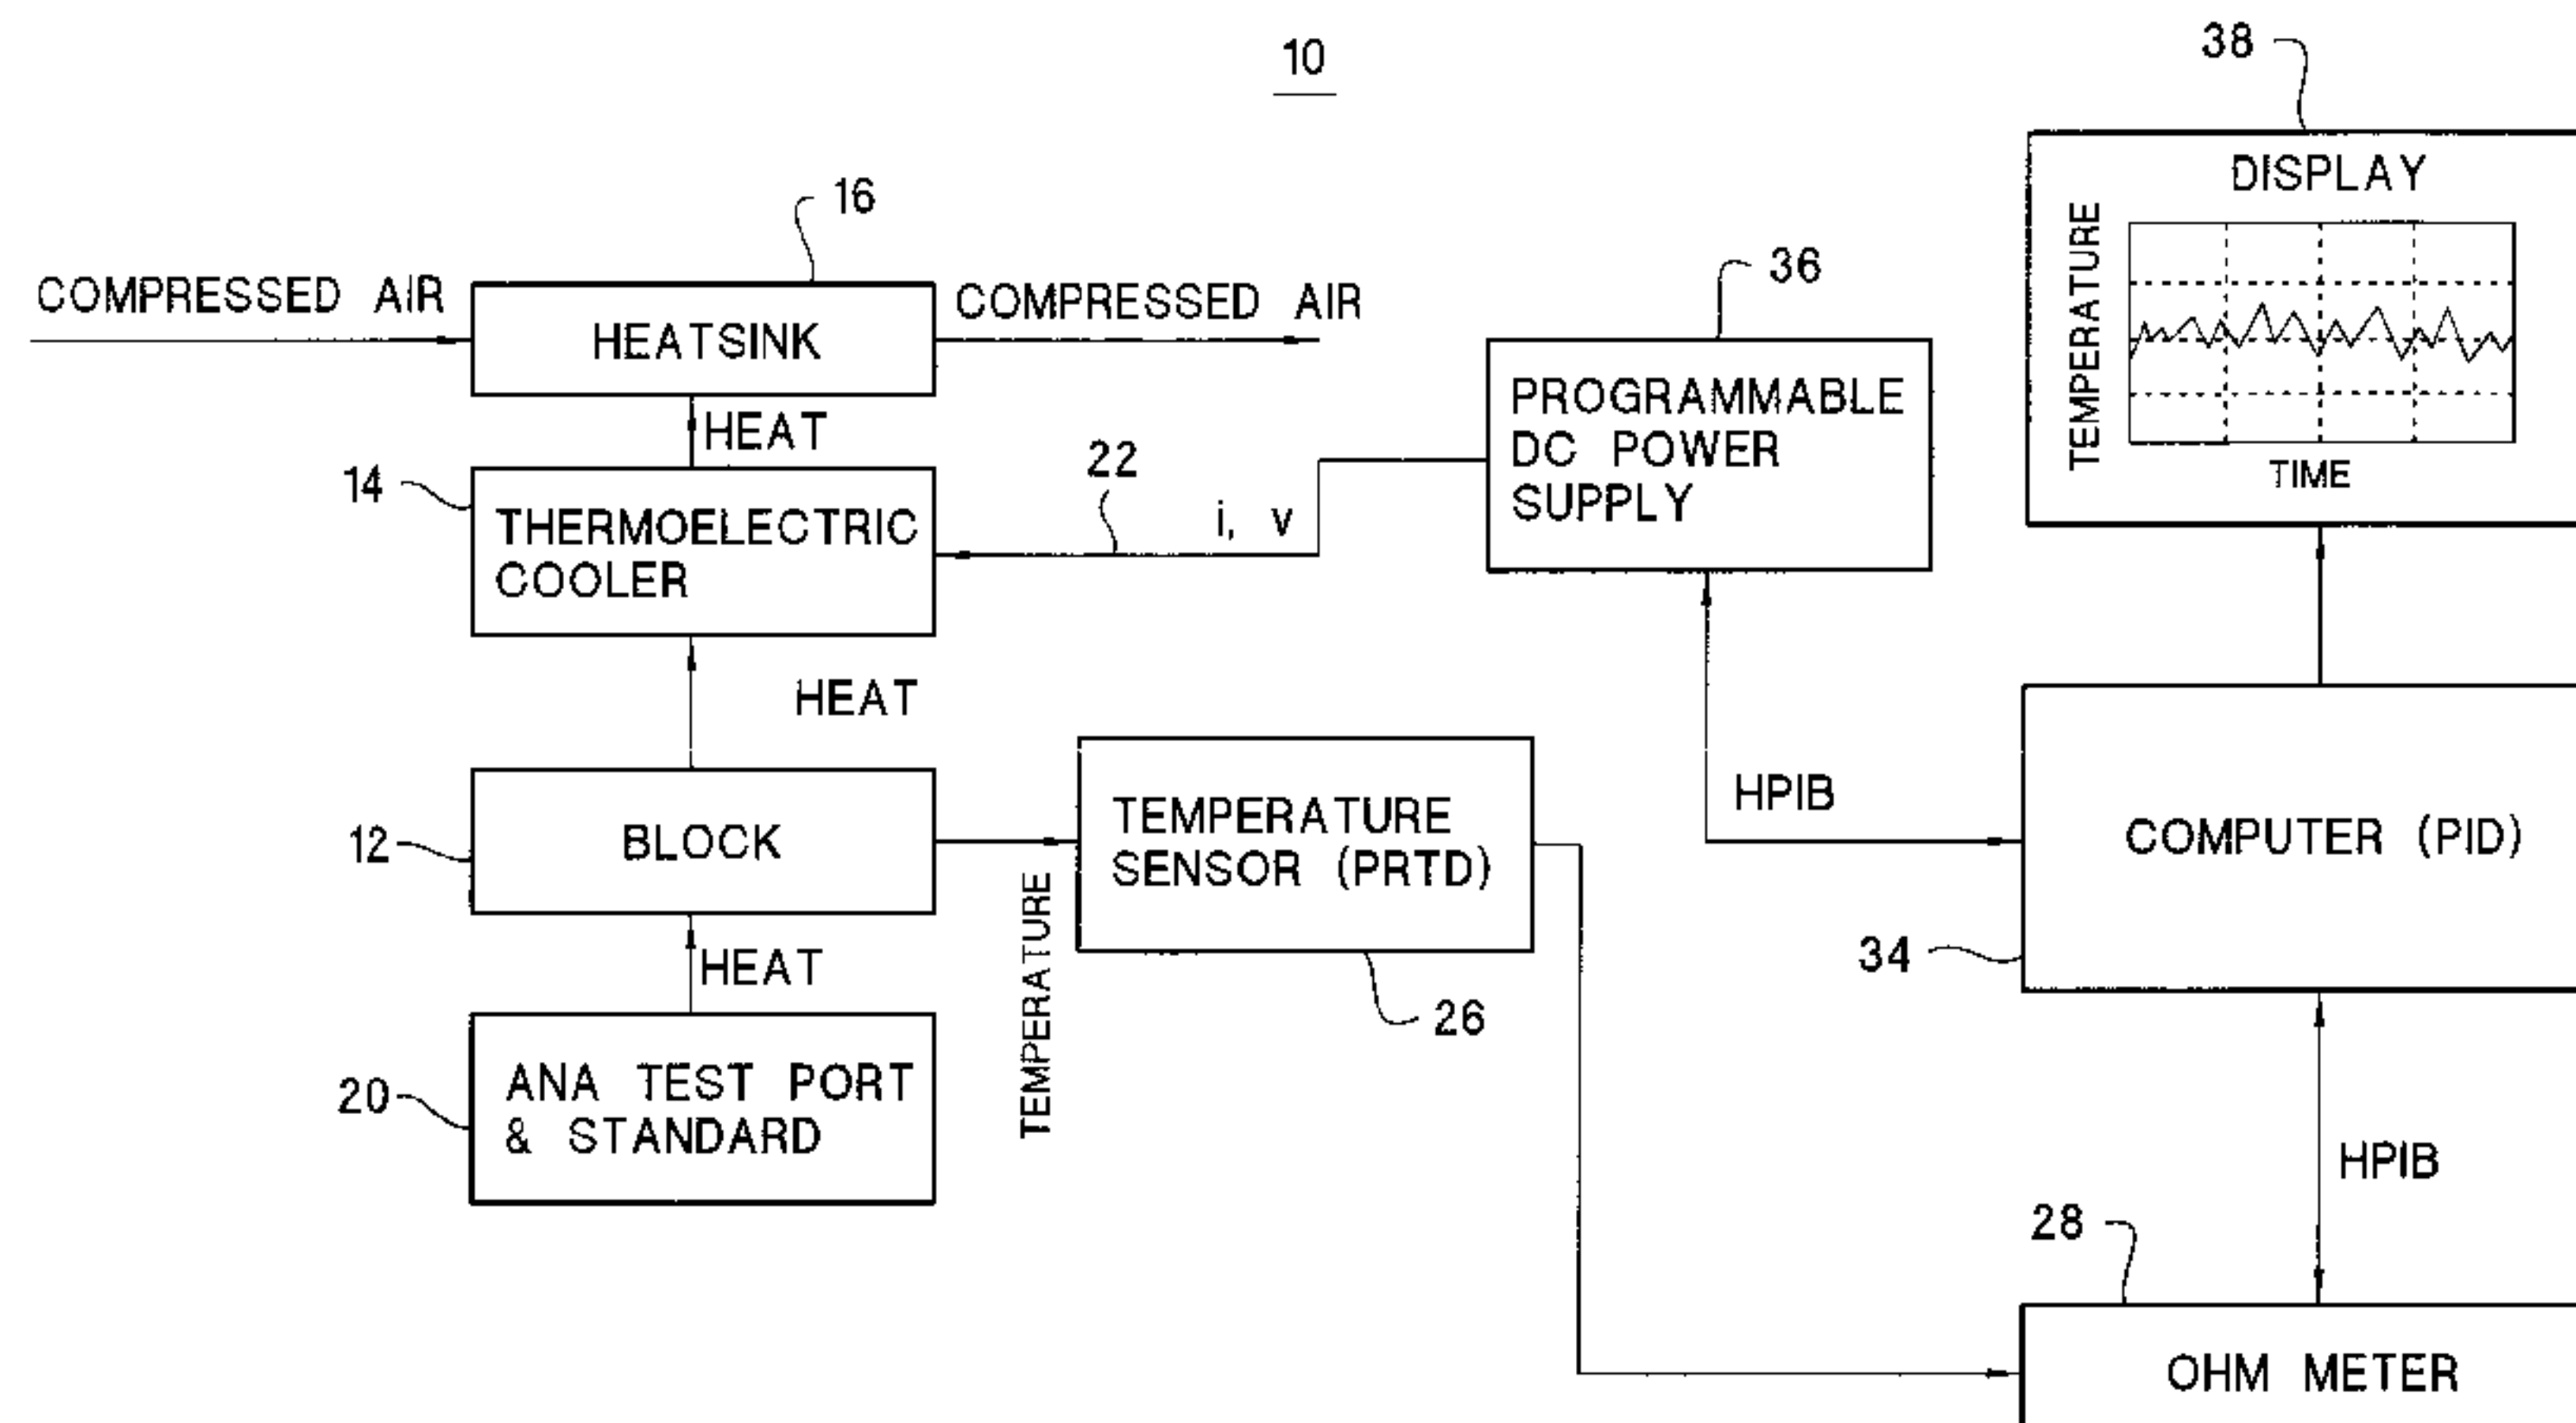 10
38
DISPLAY
TEMPERATURE
TIME
16
COMPRESSED AIR
HEATSINK
COMPRESSED AIR
36
HEAT
PROGRAMMABLE
DC POWER
SUPPLY
14
THERMOELECTRIC
COOLER
22
i, v
HEAT
12
BLOCK
TEMPERATURE
TEMPERATURE
SENSOR (PRTD)
26
HPIB
COMPUTER (PID)
34
HEAT
20
ANA TEST PORT
& STANDARD
HPIB
28
OHM METER